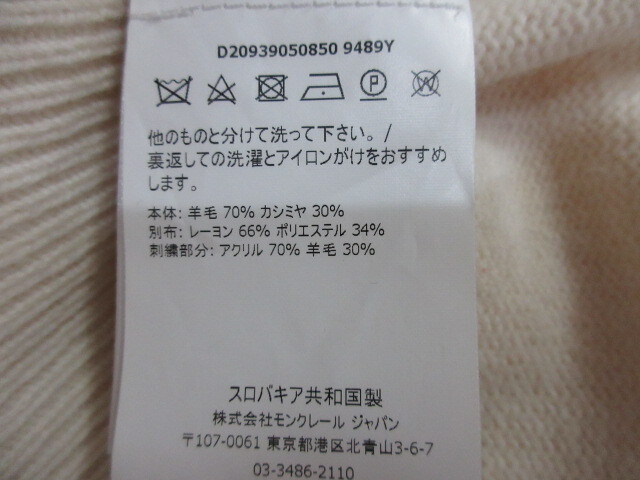 D20939050850 9489Y
P W
他のものと分けて洗って下さい。/
裏返しての洗濯とアイロンがけをおすすめ
します。
本体: 羊毛 70% カシミヤ 30%
別布: レーヨン 66% ポリエステル 34%
刺繍部分: アクリル 70% 羊毛 30%
スロバキア共和国製
株式会社モンクレール ジャパン
〒107-0061 東京都港区北青山3-6-7
03-3486-2110